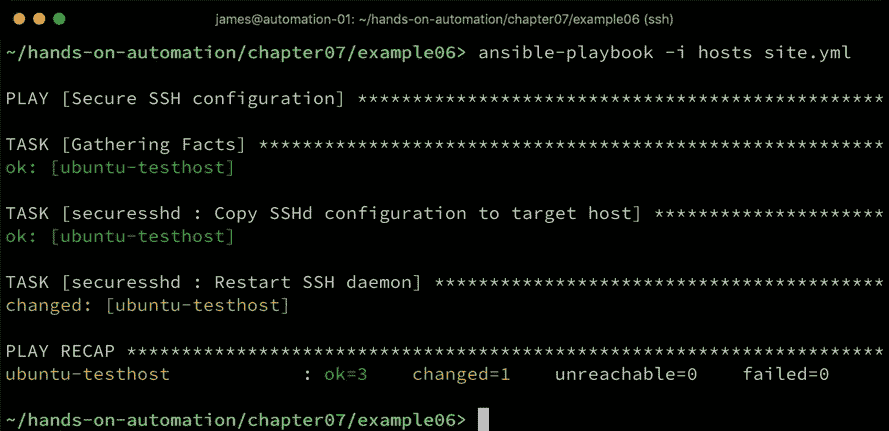 james@automation-01: ~/hands-on-automation/chapter07/example06 (ssh)
~/hands-on-automation/chapter07/example06> ansible-playbook -i hosts site.yml
PLAY [Secure SSH configuration] ************************************************
TASK [Gathering Facts] *********************************************************
ok: [ubuntu-testhost]
TASK [securesshd : Copy SSHd configuration to target host] *********************
ok: [ubuntu-testhost]
TASK [securesshd : Restart SSH daemon] *****************************************
changed: [ubuntu-testhost]
PLAY RECAP *********************************************************************
ubuntu-testhost            : ok=3    changed=1    unreachable=0    failed=0
~/hands-on-automation/chapter07/example06>